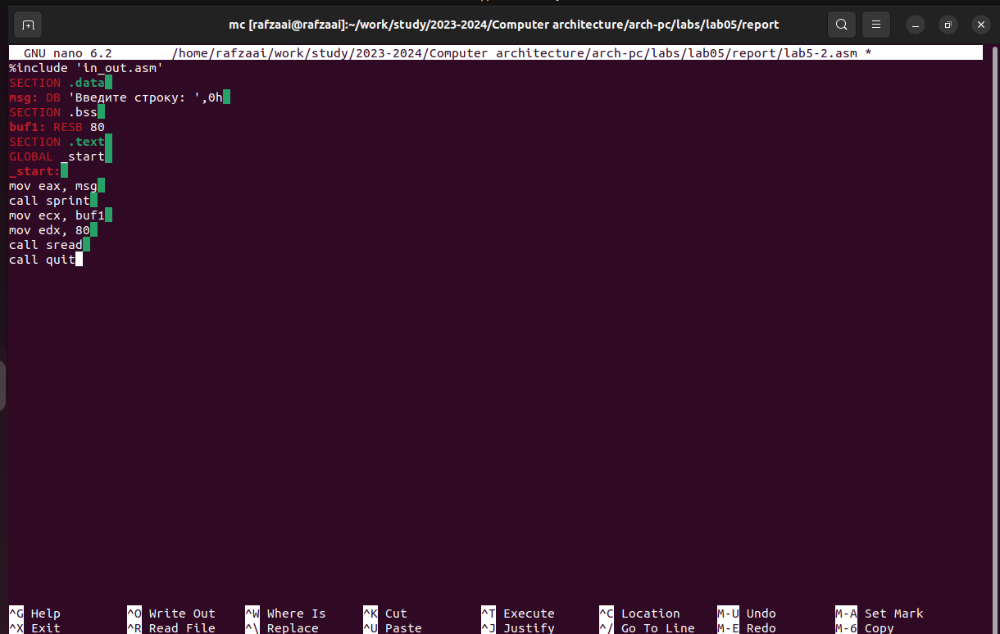 mc [rafzaai@rafzaai]:~/work/study/2023-2024/Computer architecture/arch-pc/labs/lab05/report
GNU nano 6.2 /home/rafzaai/work/study/2023-2024/Computer architecture/arch-pc/labs/lab05/report/lab5-2.asm *
%include 'in_out.asm'
SECTION .data
msg: DB 'Введите строку: ',0h
SECTION .bss
buf1: RESB 80
SECTION .text
GLOBAL _start
_start:
mov eax, msg
call sprint
mov ecx, buf1
mov edx, 80
call sread
call quit
^G Help ^O Write Out ^W Where Is ^K Cut ^T Execute ^C Location M-U Undo M-A Set Mark
^X Exit ^R Read File ^\ Replace ^U Paste ^J Justify ^/ Go To Line M-E Redo M-6 Copy